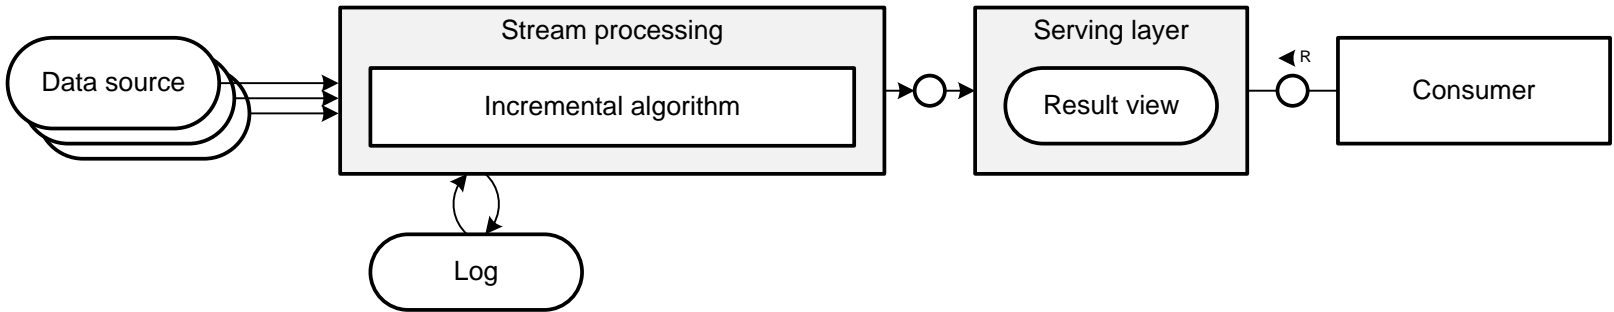 Stream processing
Serving layer
R
Data source
Incremental algorithm
Result view
Consumer
Log